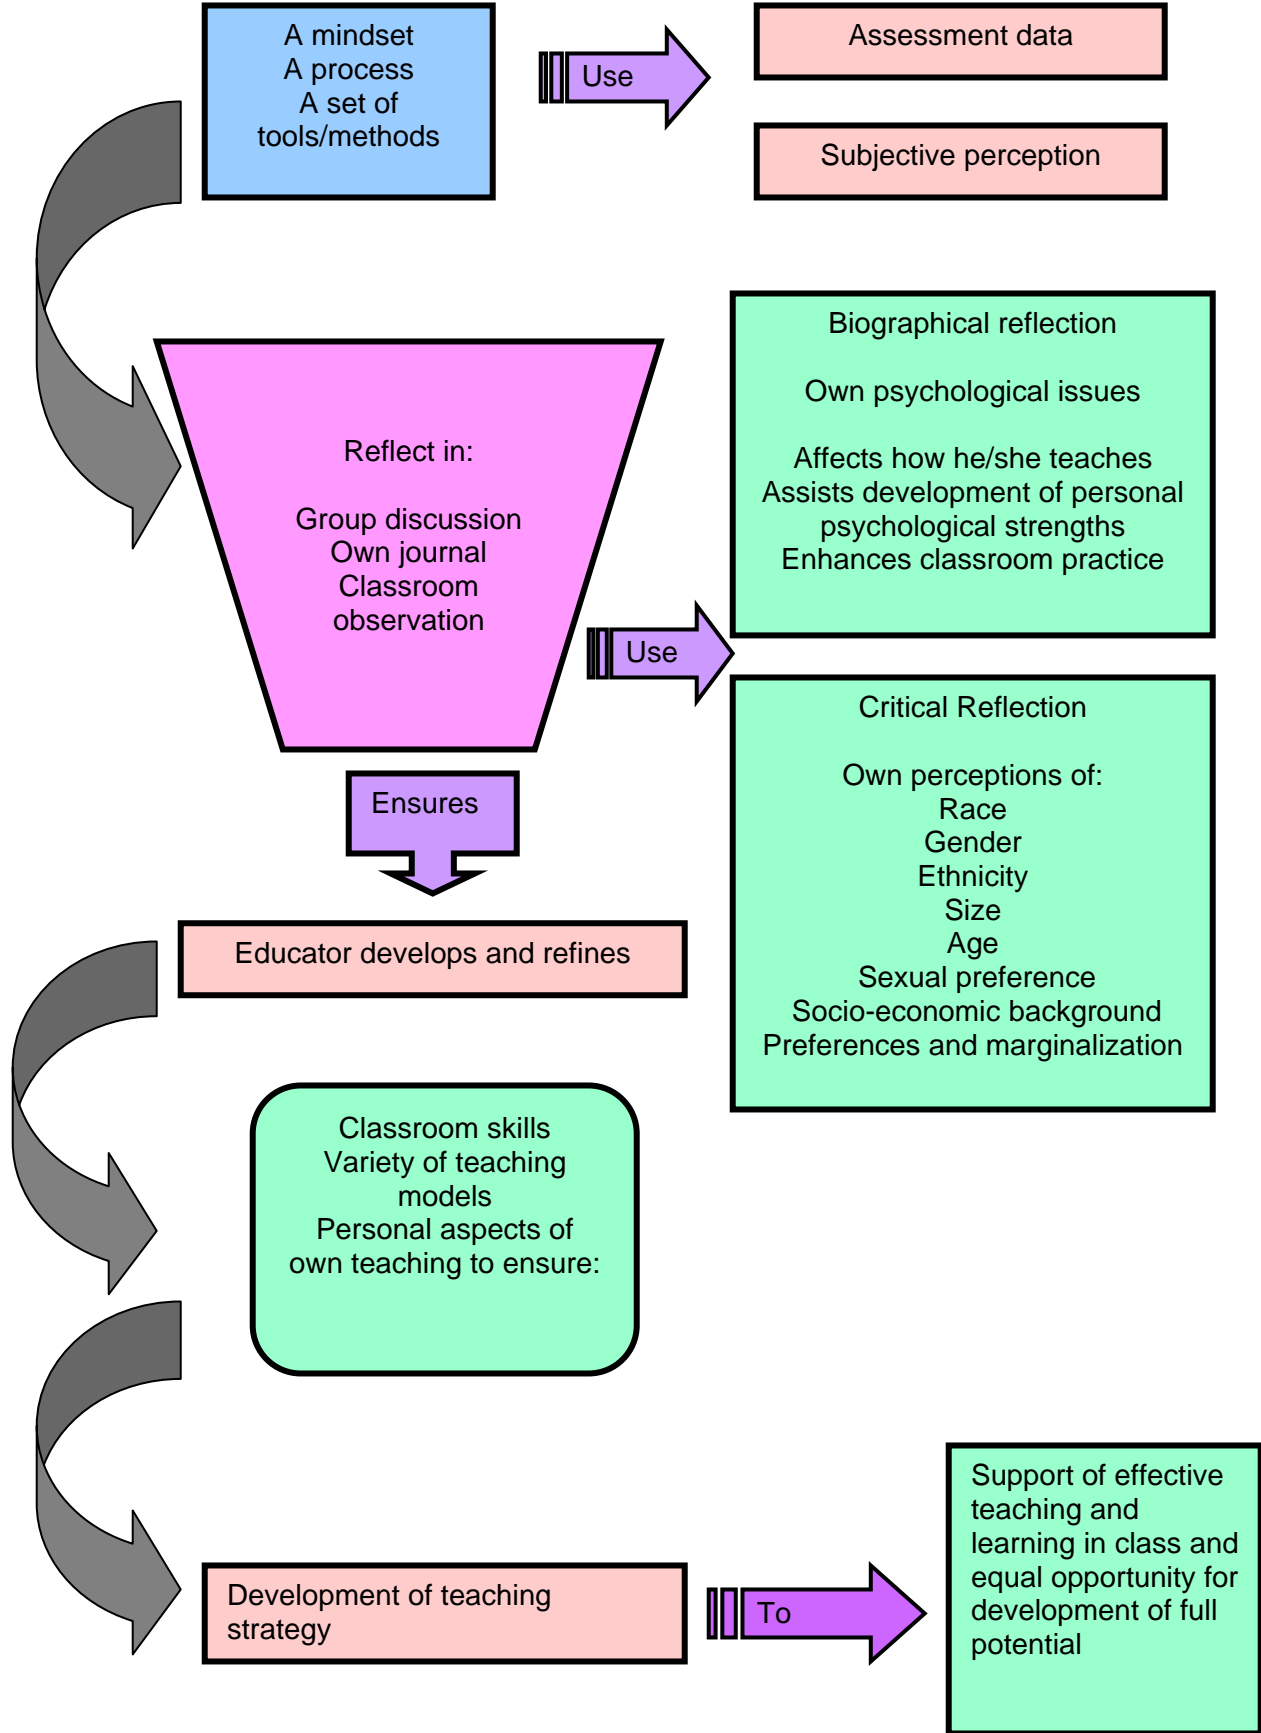 A mindset
A process
A set of
tools/methods
Use
Assessment data
Subjective perception
Reflect in:
Group discussion
Own journal
Classroom
observation
Use
Biographical reflection
Own psychological issues
Affects how he/she teaches
Assists development of personal
psychological strengths
Enhances classroom practice
Critical Reflection
Own perceptions of:
Race
Gender
Ethnicity
Size
Age
Sexual preference
Socio-economic background
Preferences and marginalization
Ensures
Educator develops and refines
Classroom skills
Variety of teaching
models
Personal aspects of
own teaching to ensure:
Development of teaching
strategy
To
Support of effective
teaching and
learning in class and
equal opportunity for
development of full
potential